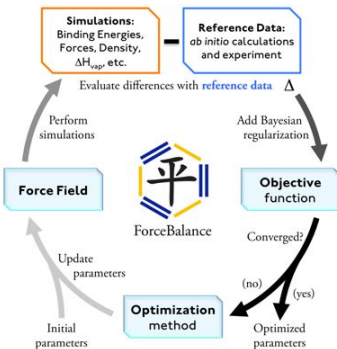 Simulations:
Binding Energies,
Forces, Density,
ΔHvap, etc.
Reference Data:
ab initio calculations
and experiment
Evaluate differences with reference data Δ
Perform
simulations
Add Bayesian
regularization
Force Field
平
ForceBalance
Objective
function
Converged?
Update
parameters
(no)
(yes)
Optimization
method
Initial
parameters
Optimized
parameters